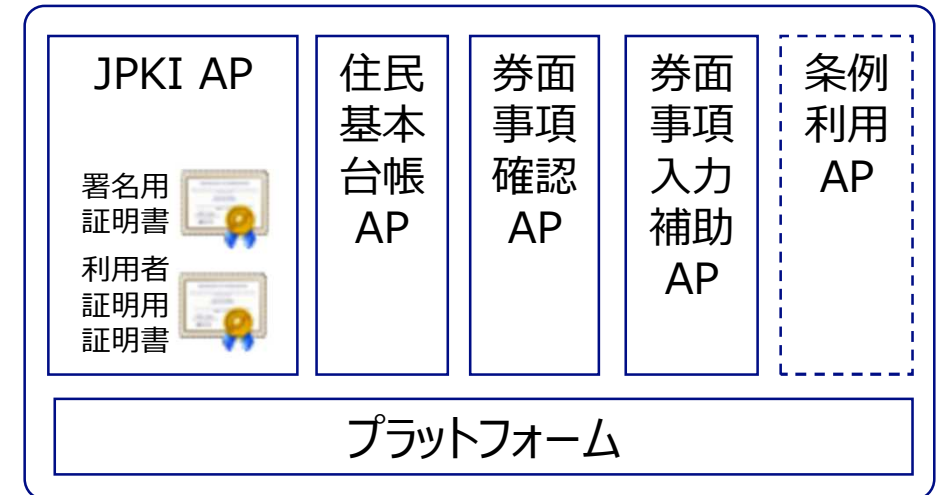 JPKI AP
署名用
証明書
利用者
証明用
証明書
住民
基本
台帳
AP
券面
事項
確認
AP
券面
事項
入力
補助
AP
条例
利用
AP
プラットフォーム